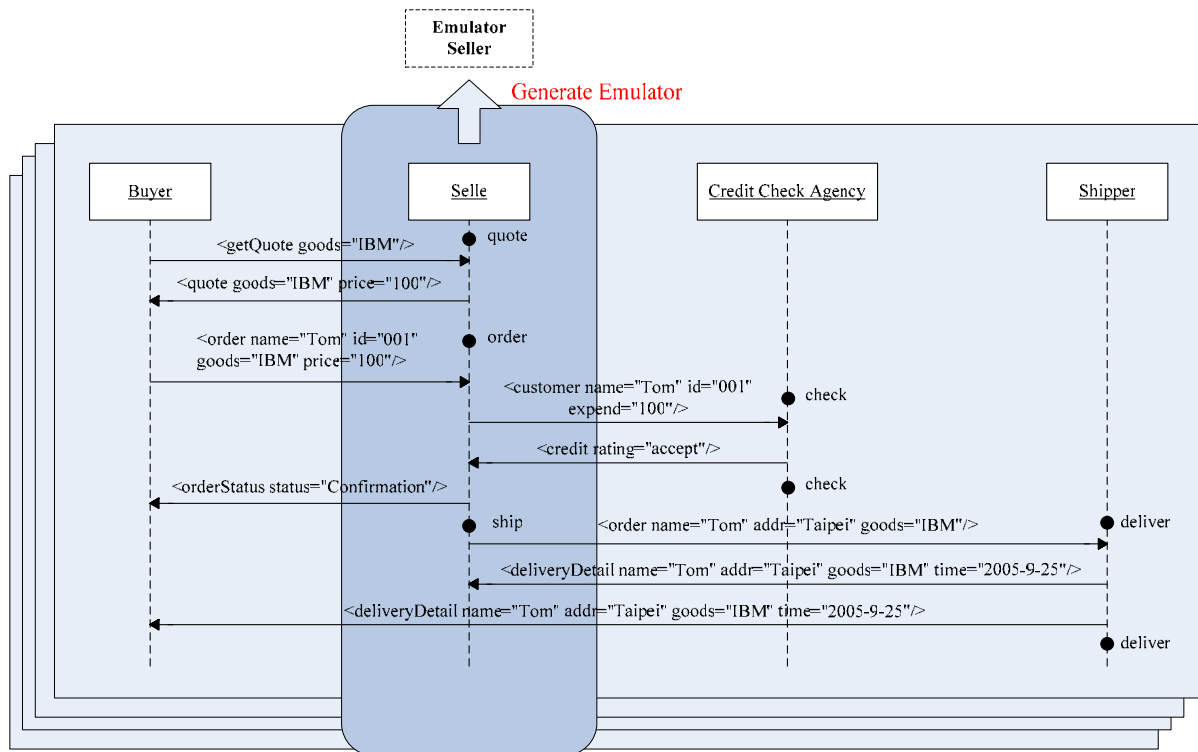 Emulator
Seller
Generate Emulator
Buyer
Selle
Credit Check Agency
Shipper
quote
<getQuote goods="IBM"/>
<quote goods="IBM" price="100"/>
<order name="Tom" id="001"
goods="IBM" price="100"/>
order
<customer name="Tom" id="001"
expend="100"/>
check
<credit rating="accept"/>
check
<orderStatus status="Confirmation"/>
ship
<order name="Tom" addr="Taipei" goods="IBM"/>
deliver
<deliveryDetail name="Tom" addr="Taipei" goods="IBM" time="2005-9-25"/>
<deliveryDetail name="Tom" addr="Taipei" goods="IBM" time="2005-9-25"/>
deliver